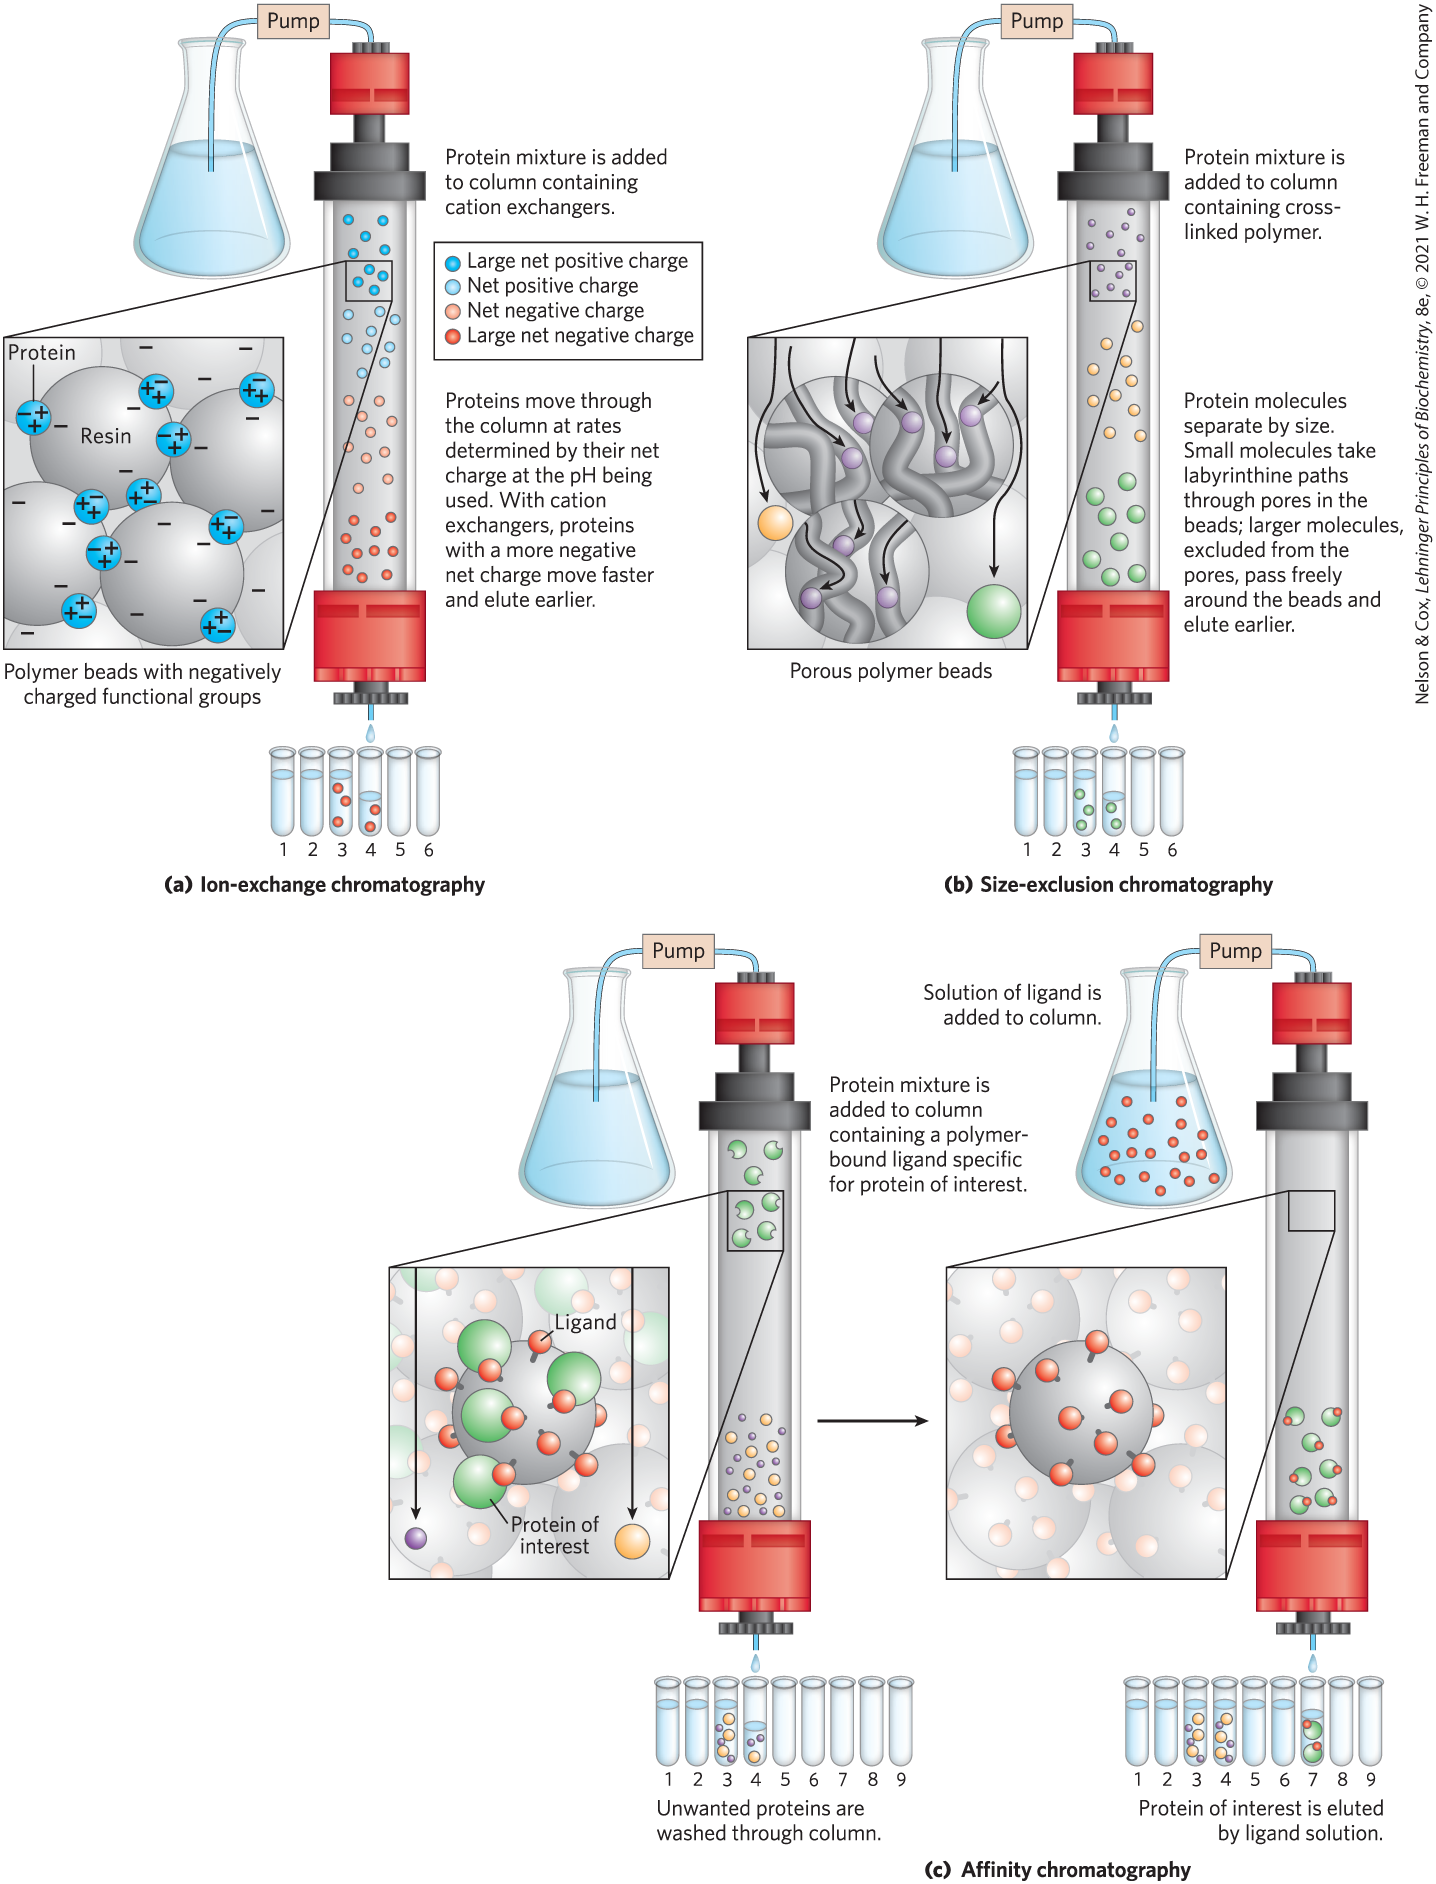 Pump
Protein mixture is added
to column containing
cation exchangers.
Large net positive charge
Net positive charge
Net negative charge
Large net negative charge
Protein
Resin
− + + −
Proteins move through
the column at rates
determined by their net
charge at the pH being
used. With cation
exchangers, proteins
with a more negative
net charge move faster
and elute earlier.
Polymer beads with negatively
charged functional groups
1 2 3 4 5 6
(a) Ion-exchange chromatography
Pump
Protein mixture is
added to column
containing cross-
linked polymer.
Protein molecules
separate by size.
Small molecules take
labyrinthine paths
through pores in the
beads; larger molecules,
excluded from the
pores, pass freely
around the beads and
elute earlier.
Porous polymer beads
1 2 3 4 5 6
(b) Size-exclusion chromatography
Nelson & Cox, Lehninger Principles of Biochemistry, 8e, © 2021 W. H. Freeman and Company
Pump
Protein mixture is
added to column
containing a polymer-
bound ligand specific
for protein of interest.
Ligand
Protein of
interest
1 2 3 4 5 6 7 8 9
Unwanted proteins are
washed through column.
Pump
Solution of ligand is
added to column.
1 2 3 4 5 6 7 8 9
Protein of interest is eluted
by ligand solution.
(c) Affinity chromatography